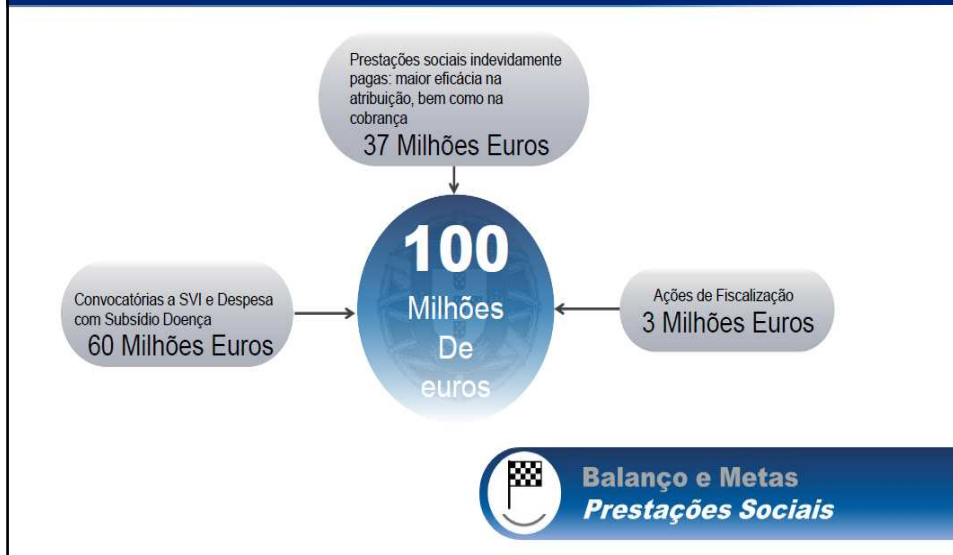 Prestações sociais indevidamente
pagas: maior eficácia na
atribuição, bem como na
cobrança
37 Milhões Euros
Convocatórias a SVI e Despesa
com Subsídio Doença
60 Milhões Euros
100
Milhões
De
euros
Ações de Fiscalização
3 Milhões Euros
Balanço e Metas
Prestações Sociais